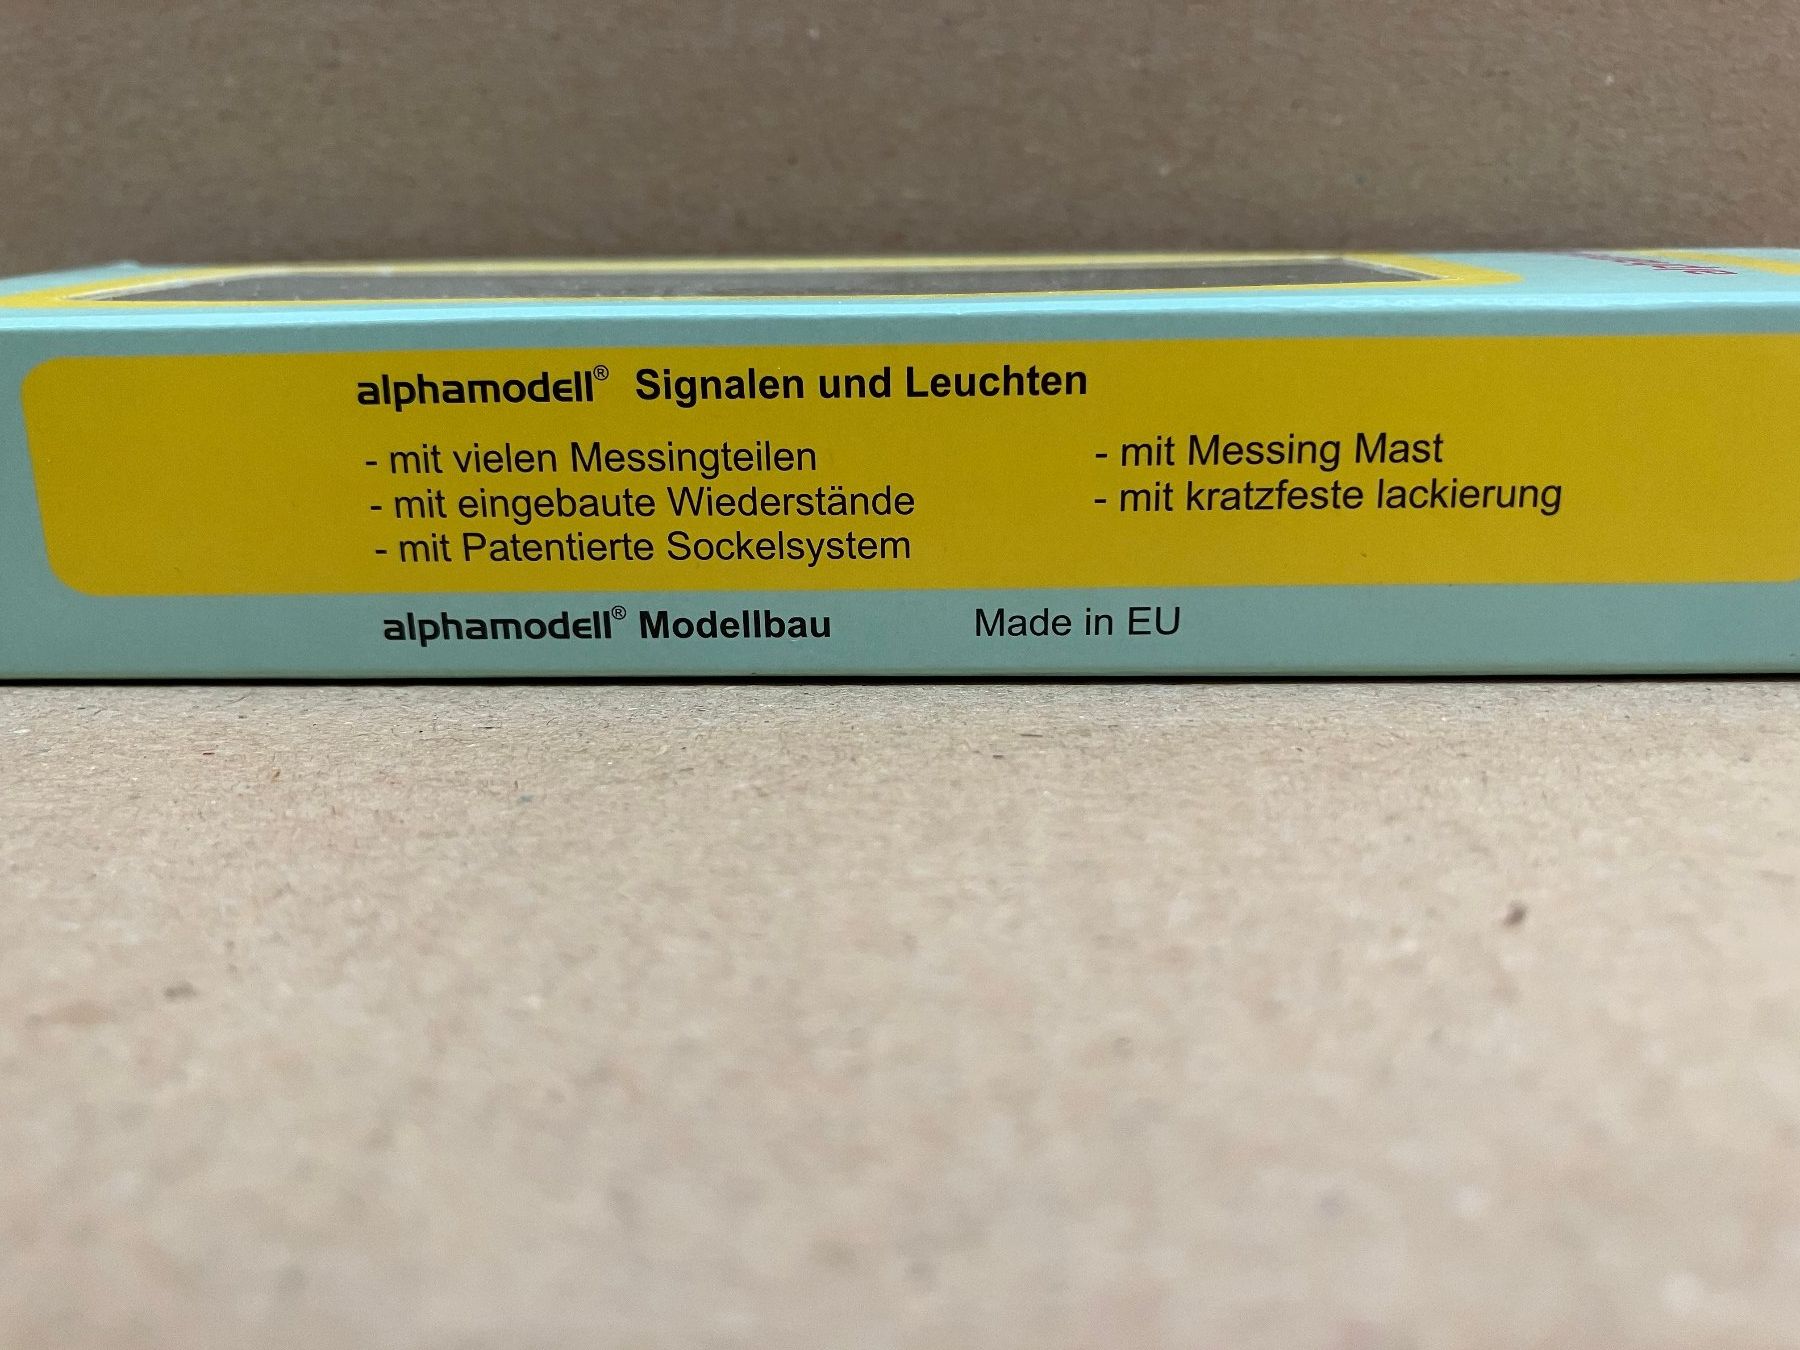 alphamodell® Signalen und Leuchten
- mit vielen Messingteilen
- mit eingebaute Wiederstände
- mit Patentierte Sockelsystem
- mit Messing Mast
- mit kratzfeste lackierung
alphamodell® Modellbau Made in EU